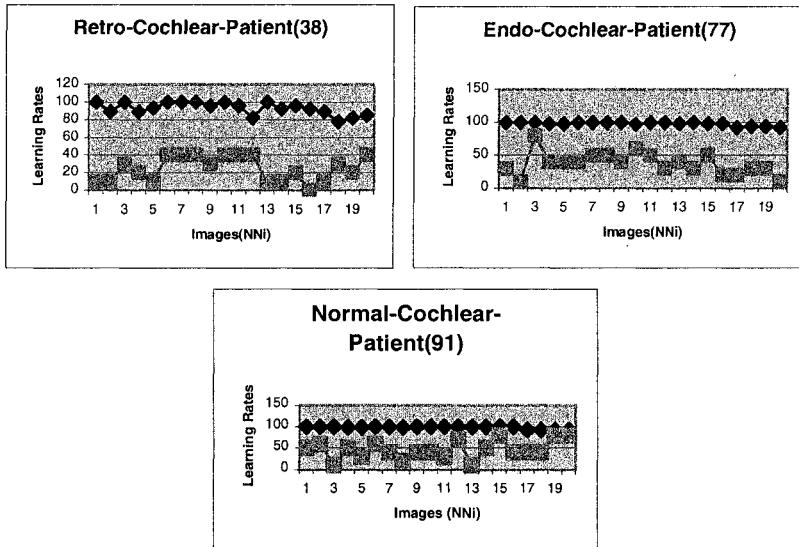 Retro-Cochlear-Patient(38)
Learning Rates
120
100
80
60
40
20
0
1 3 5 7 9 11 13 15 17 19
Images(NNi)
Endo-Cochlear-Patient(77)
Learning Rates
150
100
50
0
1 3 5 7 9 11 13 15 17 19
Images(NNi)
Normal-Cochlear-
Patient(91)
Learning Rates
150
100
50
0
1 3 5 7 9 11 13 15 17 19
Images (NNi)